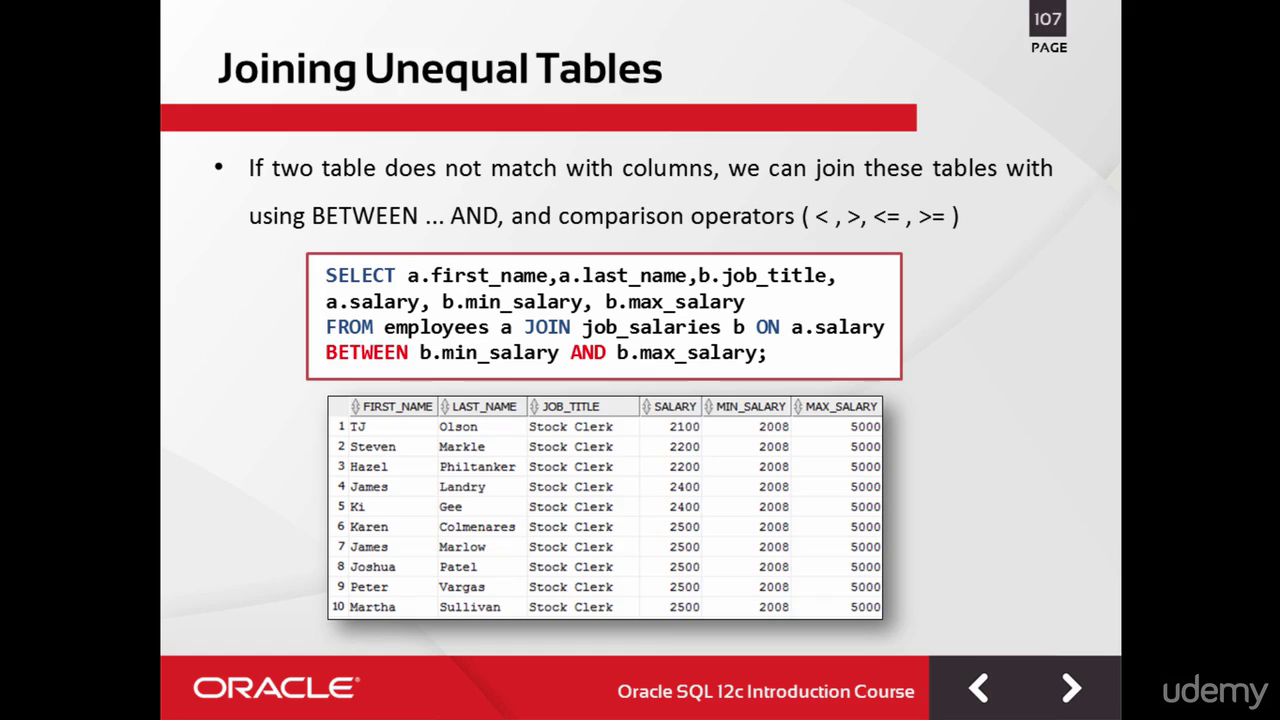 107
PAGE
Joining Unequal Tables
• If two table does not match with columns, we can join these tables with
using BETWEEN ... AND, and comparison operators ( < , >, <= , >= )
SELECT a.first_name,a.last_name,b.job_title,
a.salary, b.min_salary, b.max_salary
FROM employees a JOIN job_salaries b ON a.salary
BETWEEN b.min_salary AND b.max_salary;
FIRST_NAME LAST_NAME JOB_TITLE SALARY MIN_SALARY MAX_SALARY
1 TJ Olson Stock Clerk 2100 2008 5000
2 Steven Markle Stock Clerk 2200 2008 5000
3 Hazel Philtanker Stock Clerk 2200 2008 5000
4 James Landry Stock Clerk 2400 2008 5000
5 Ki Gee Stock Clerk 2400 2008 5000
6 Karen Colmenares Stock Clerk 2500 2008 5000
7 James Marlow Stock Clerk 2500 2008 5000
8 Joshua Patel Stock Clerk 2500 2008 5000
9 Peter Vargas Stock Clerk 2500 2008 5000
10 Martha Sullivan Stock Clerk 2500 2008 5000
ORACLE®
Oracle SQL 12c Introduction Course
udemy